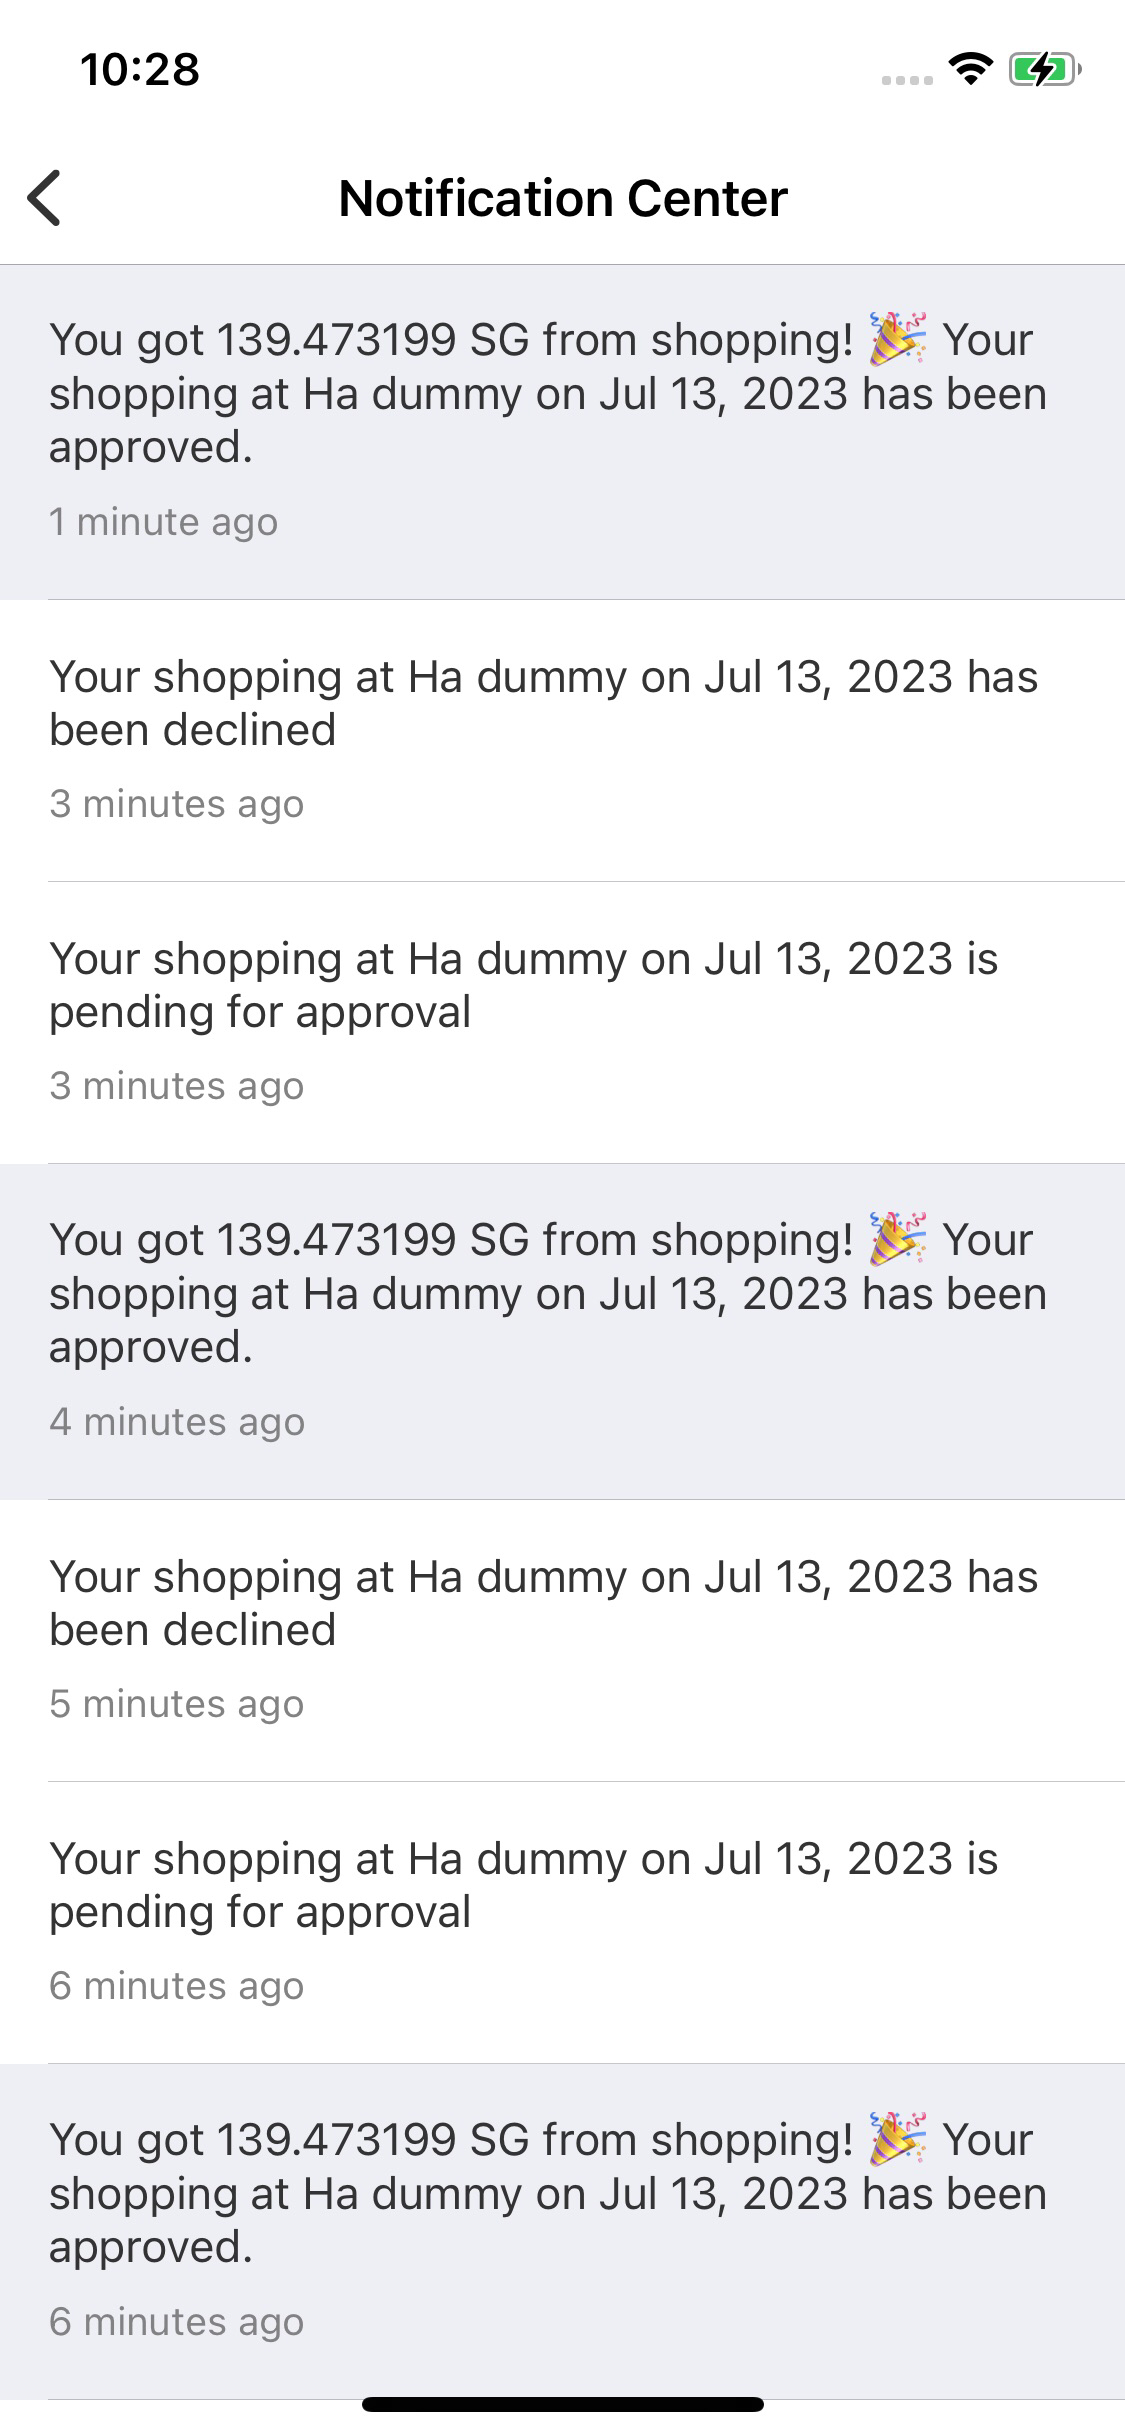 10:28
Notification Center
You got 139.473199 SG from shopping! 🎉 Your
shopping at Ha dummy on Jul 13, 2023 has been
approved.
1 minute ago
Your shopping at Ha dummy on Jul 13, 2023 has
been declined
3 minutes ago
Your shopping at Ha dummy on Jul 13, 2023 is
pending for approval
3 minutes ago
You got 139.473199 SG from shopping! 🎉 Your
shopping at Ha dummy on Jul 13, 2023 has been
approved.
4 minutes ago
Your shopping at Ha dummy on Jul 13, 2023 has
been declined
5 minutes ago
Your shopping at Ha dummy on Jul 13, 2023 is
pending for approval
6 minutes ago
You got 139.473199 SG from shopping! 🎉 Your
shopping at Ha dummy on Jul 13, 2023 has been
approved.
6 minutes ago